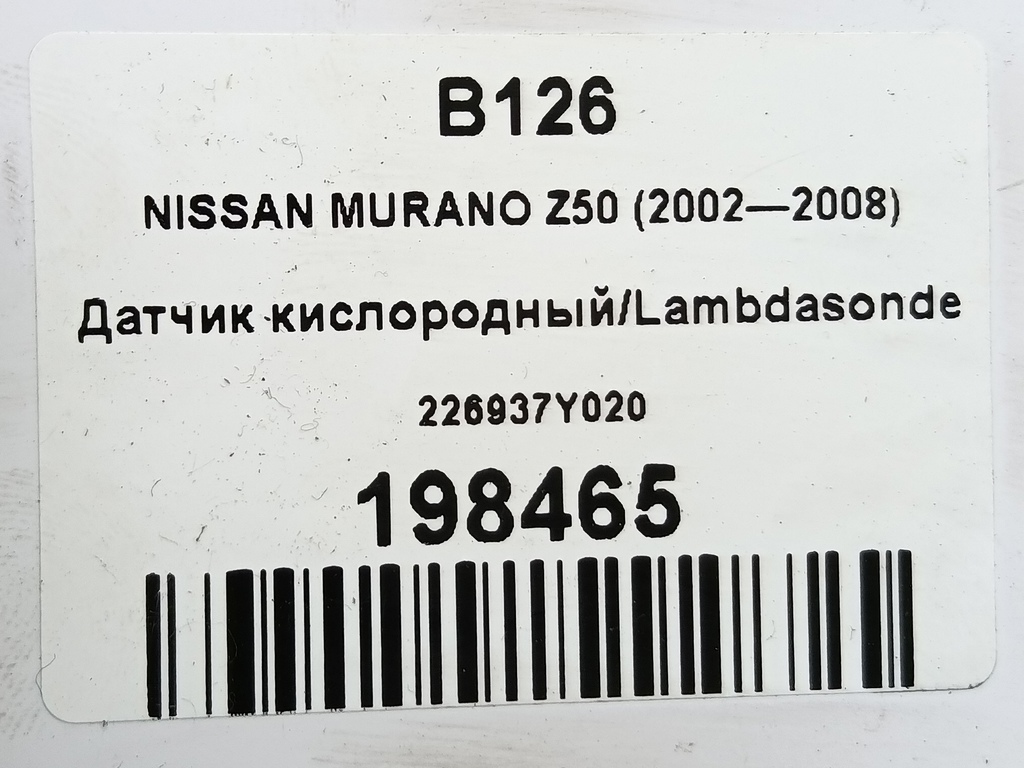 B126
NISSAN MURANO Z50 (2002—2008)
Датчик кислородный/Lambdasonde
226937Y020
198465